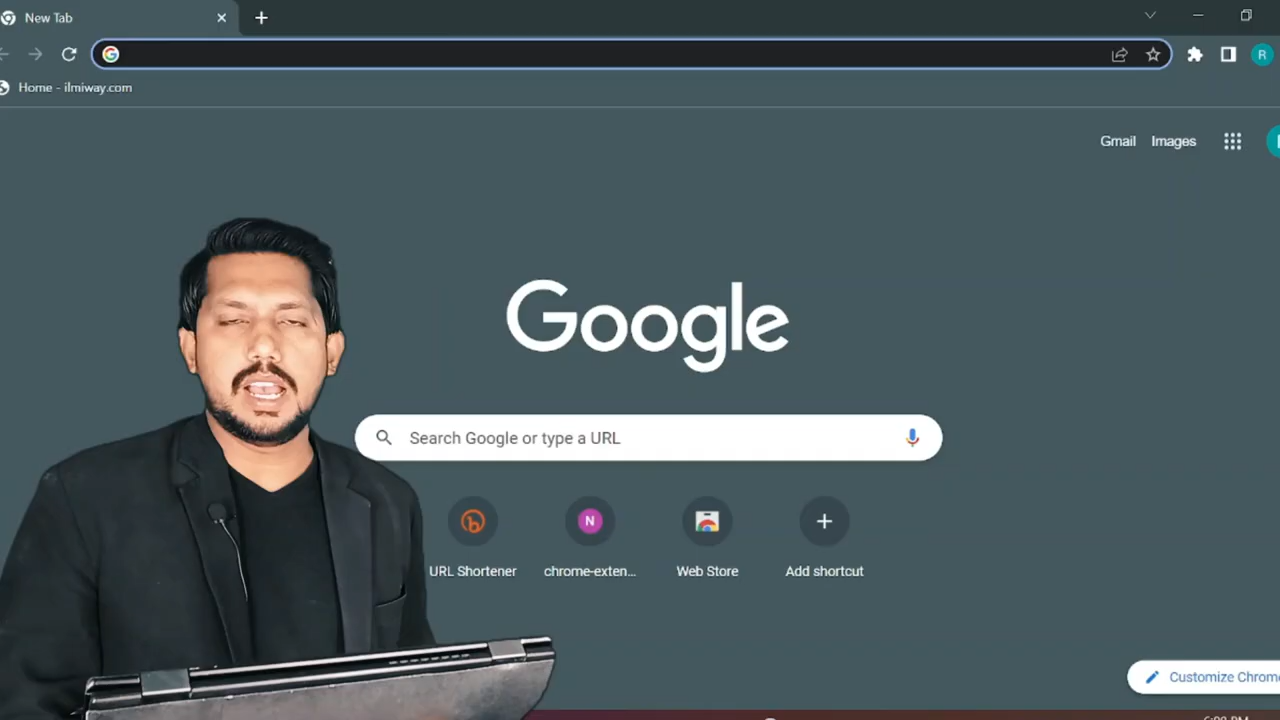 New Tab
Home - ilmiway.com
R
Gmail Images
Google
Search Google or type a URL
N
URL Shortener chrome-exten... Web Store Add shortcut
Customize Chrome